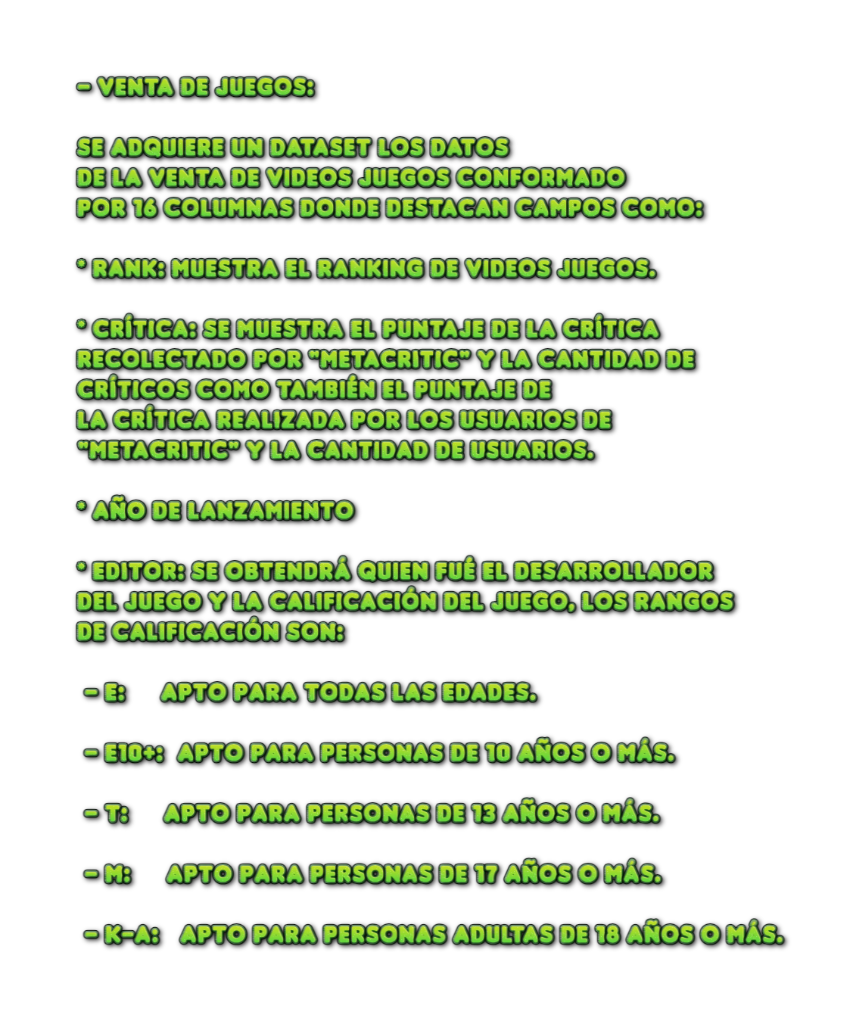 - VENTA DE JUEGOS:
SE ADQUIERE UN DATASET LOS DATOS
DE LA VENTA DE VIDEOS JUEGOS CONFORMADO
POR 16 COLUMNAS DONDE DESTACAN CAMPOS COMO:
* RANK: MUESTRA EL RANKING DE VIDEOS JUEGOS.
* CRÍTICA: SE MUESTRA EL PUNTAJE DE LA CRÍTICA
RECOLECTADO POR "METACRITIC" Y LA CANTIDAD DE
CRÍTICOS COMO TAMBIÉN EL PUNTAJE DE
LA CRÍTICA REALIZADA POR LOS USUARIOS DE
"METACRITIC" Y LA CANTIDAD DE USUARIOS.
* AÑO DE LANZAMIENTO
* EDITOR: SE OBTENDRÁ QUIEN FUÉ EL DESARROLLADOR
DEL JUEGO Y LA CALIFICACIÓN DEL JUEGO, LOS RANGOS
DE CALIFICACIÓN SON:
- E: APTO PARA TODAS LAS EDADES.
- E10+: APTO PARA PERSONAS DE 10 AÑOS O MÁS.
- T: APTO PARA PERSONAS DE 13 AÑOS O MÁS.
- M: APTO PARA PERSONAS DE 17 AÑOS O MÁS.
- K-A: APTO PARA PERSONAS ADULTAS DE 18 AÑOS O MÁS.